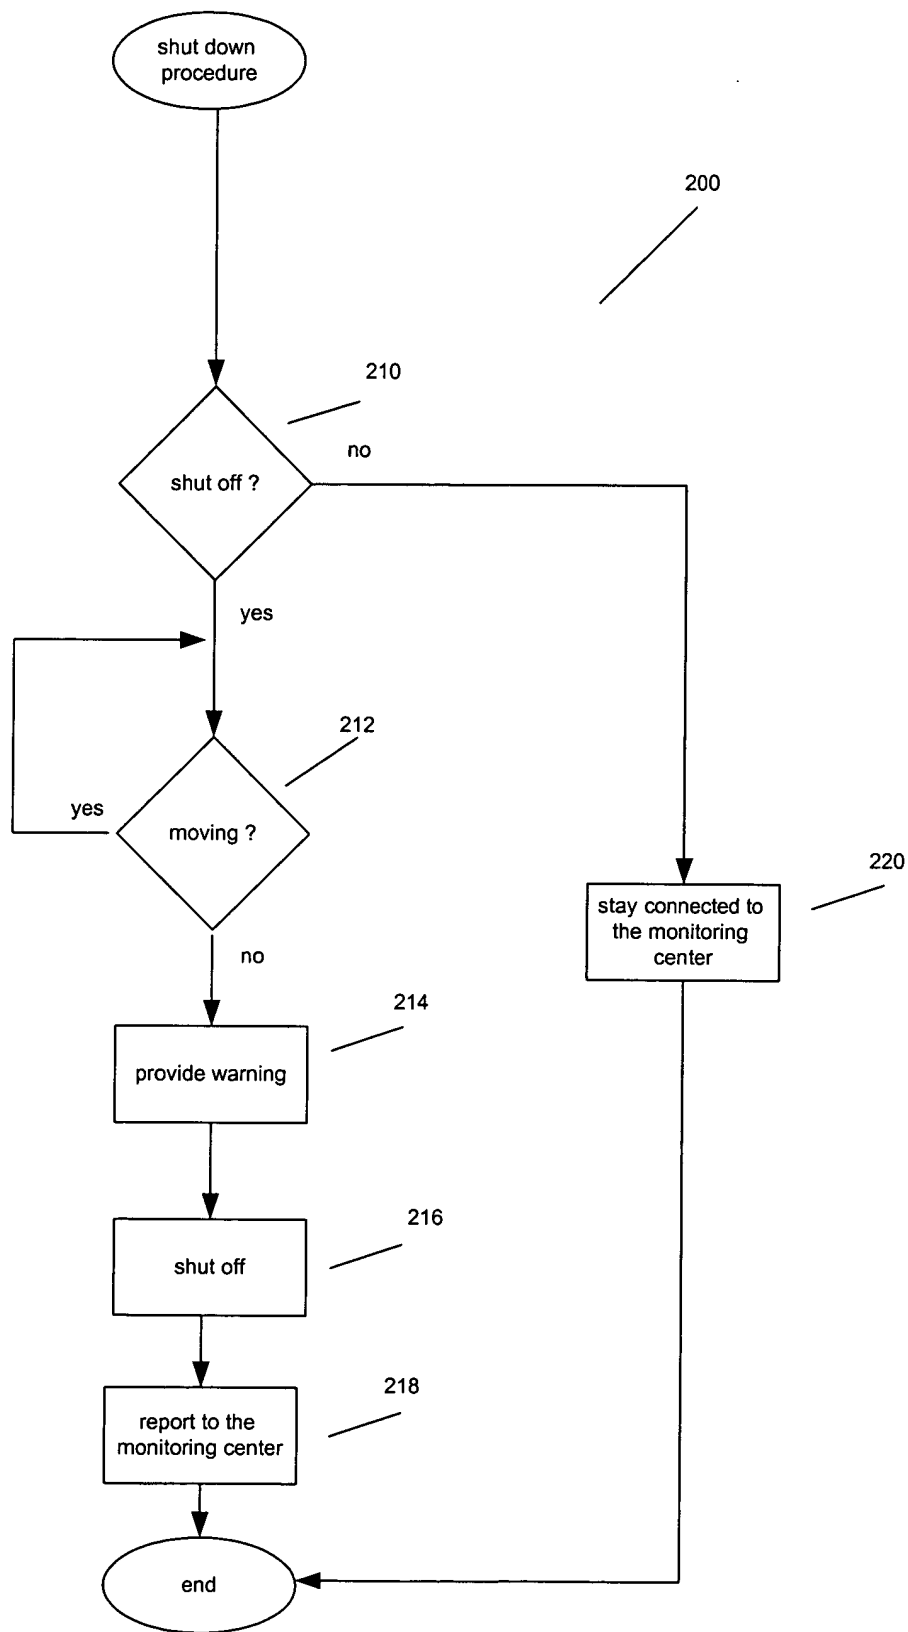 shut down
procedure
200
210
no
shut off ?
yes
212
yes
moving ?
220
stay connected to
the monitoring
center
no
214
provide warning
216
shut off
218
report to the
monitoring center
end